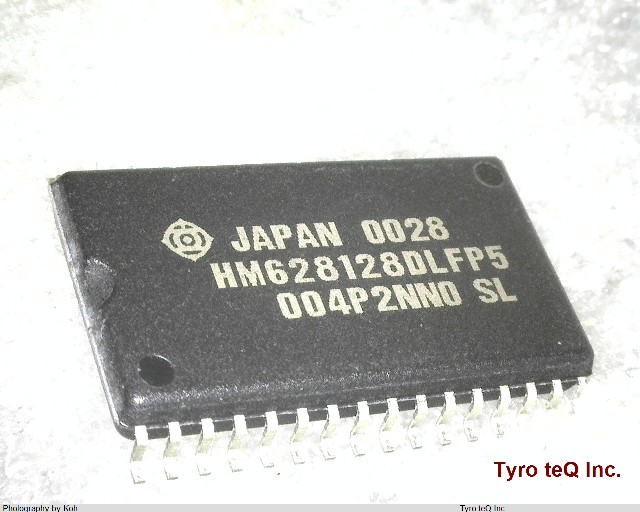 JAPAN 0028
HM628128DLFP5
004P2NN0 SL
Tyro teQ Inc.
Photography by Koh
Tyro teQ Inc